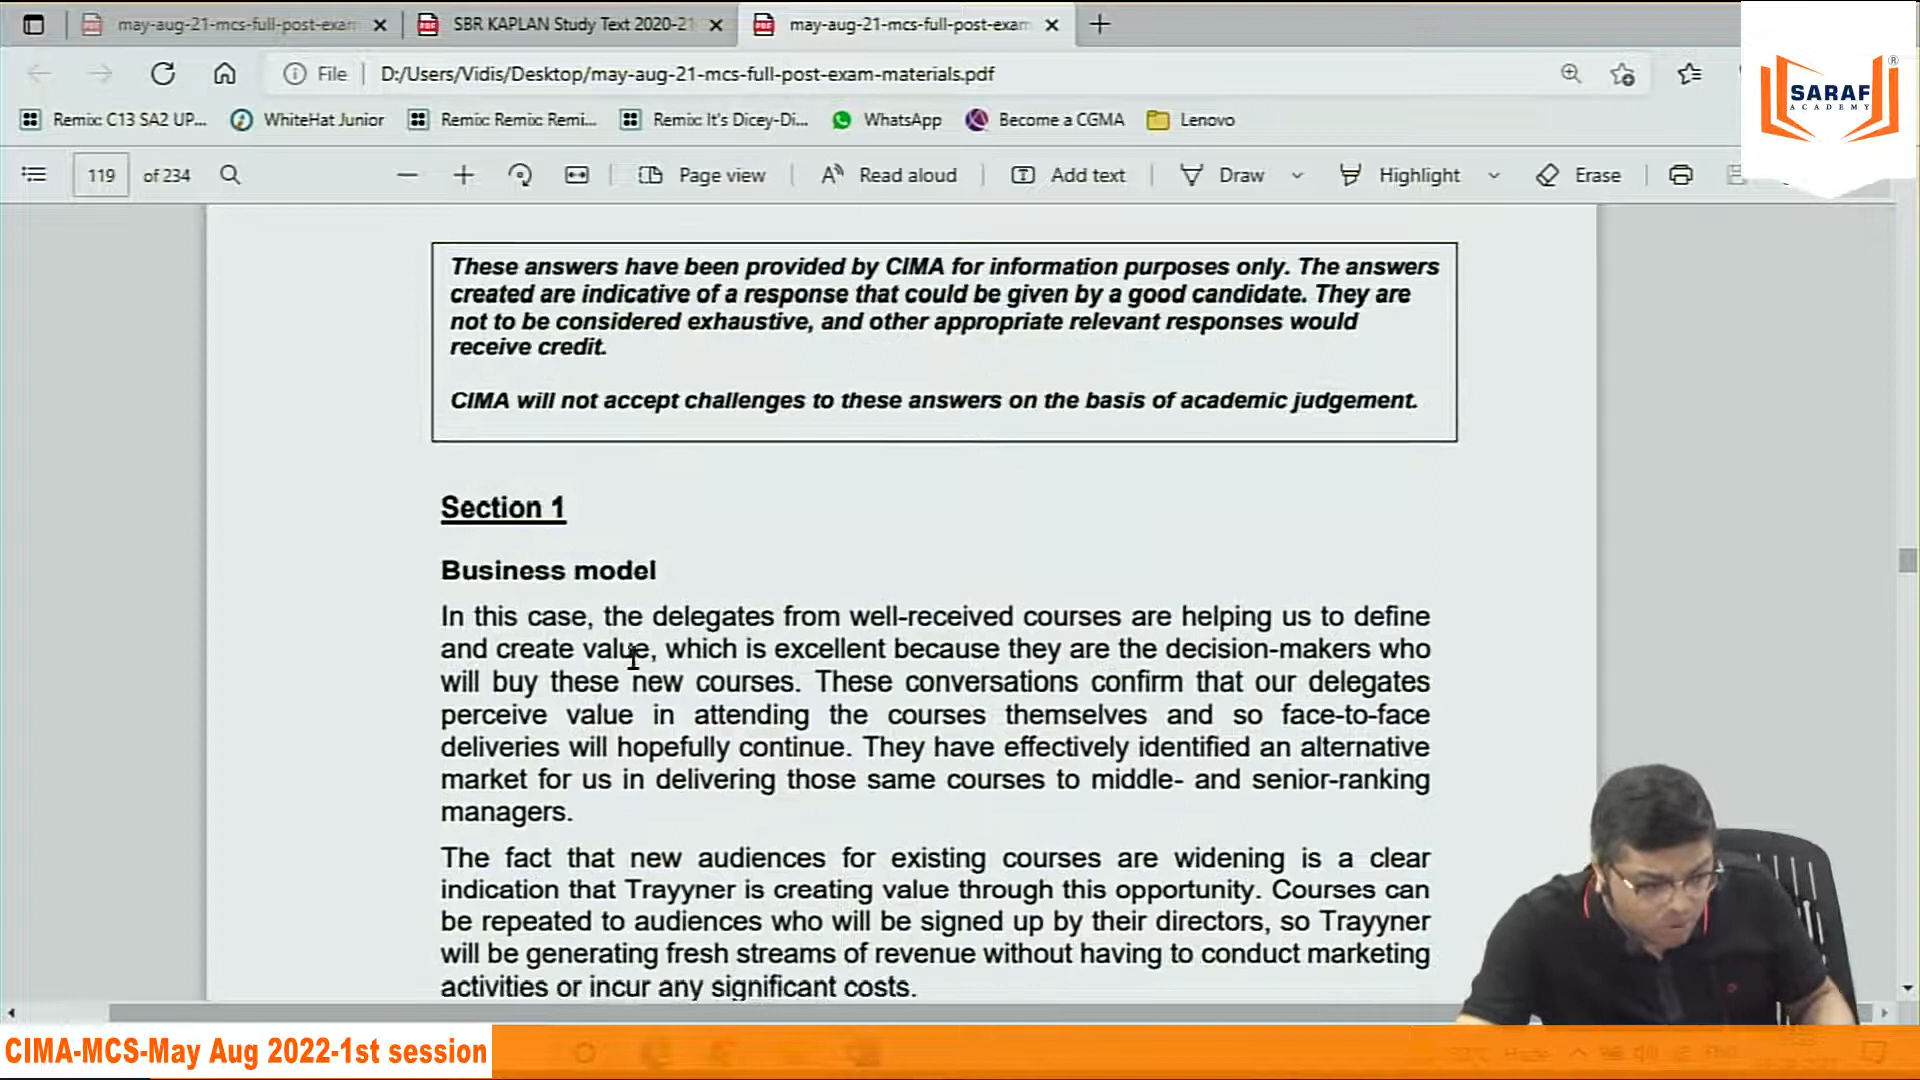 may-aug-21-mcs-full-post-exam
SBR KAPLAN Study Text 2020-21
may-aug-21-mcs-full-post-exam
File D:/Users/Vidis/Desktop/may-aug-21-mcs-full-post-exam-materials.pdf
Remix: C13 SA2 UP... WhiteHat Junior Remix: Remix: Remi... Remix: It's Dicey-Di... WhatsApp Become a CGMA Lenovo
SARAF
ACADEMY
119 of 234 Page view Read aloud Add text Draw Highlight Erase
These answers have been provided by CIMA for information purposes only. The answers
created are indicative of a response that could be given by a good candidate. They are
not to be considered exhaustive, and other appropriate relevant responses would
receive credit.
CIMA will not accept challenges to these answers on the basis of academic judgement.
Section 1
Business model
In this case, the delegates from well-received courses are helping us to define
and create value, which is excellent because they are the decision-makers who
will buy these new courses. These conversations confirm that our delegates
perceive value in attending the courses themselves and so face-to-face
deliveries will hopefully continue. They have effectively identified an alternative
market for us in delivering those same courses to middle- and senior-ranking
managers.
The fact that new audiences for existing courses are widening is a clear
indication that Trayyner is creating value through this opportunity. Courses can
be repeated to audiences who will be signed up by their directors, so Trayyner
will be generating fresh streams of revenue without having to conduct marketing
activities or incur any significant costs.
CIMA-MCS-May Aug 2022-1st session